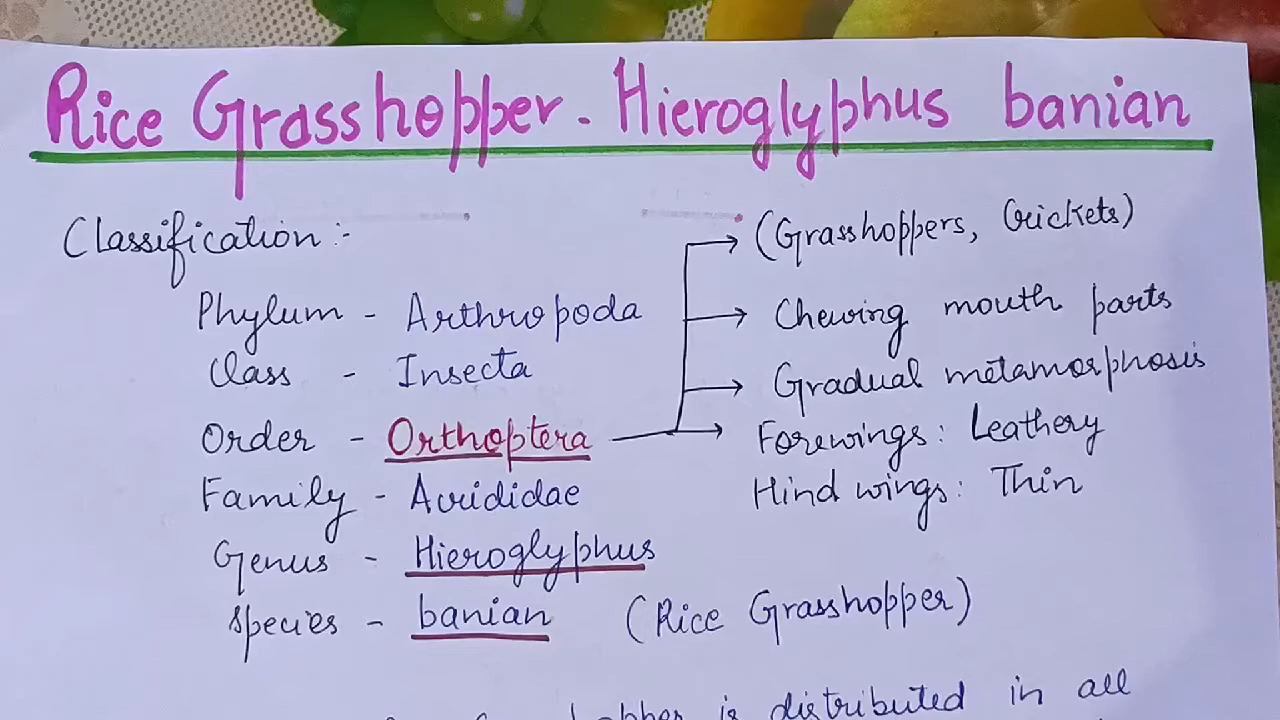 Rice Grasshopper. Hieroglyphus banian
Classification :-
Phylum - Arthropoda
Class - Insecta
Order - Orthoptera
Family - Acrididae
Genus - Hieroglyphus
Species - banian (Rice Grasshopper)
(Grasshoppers, Crickets)
Chewing mouth parts
Gradual metamorphosis
Forewings: Leathery
Hind wings: Thin
is distributed in all